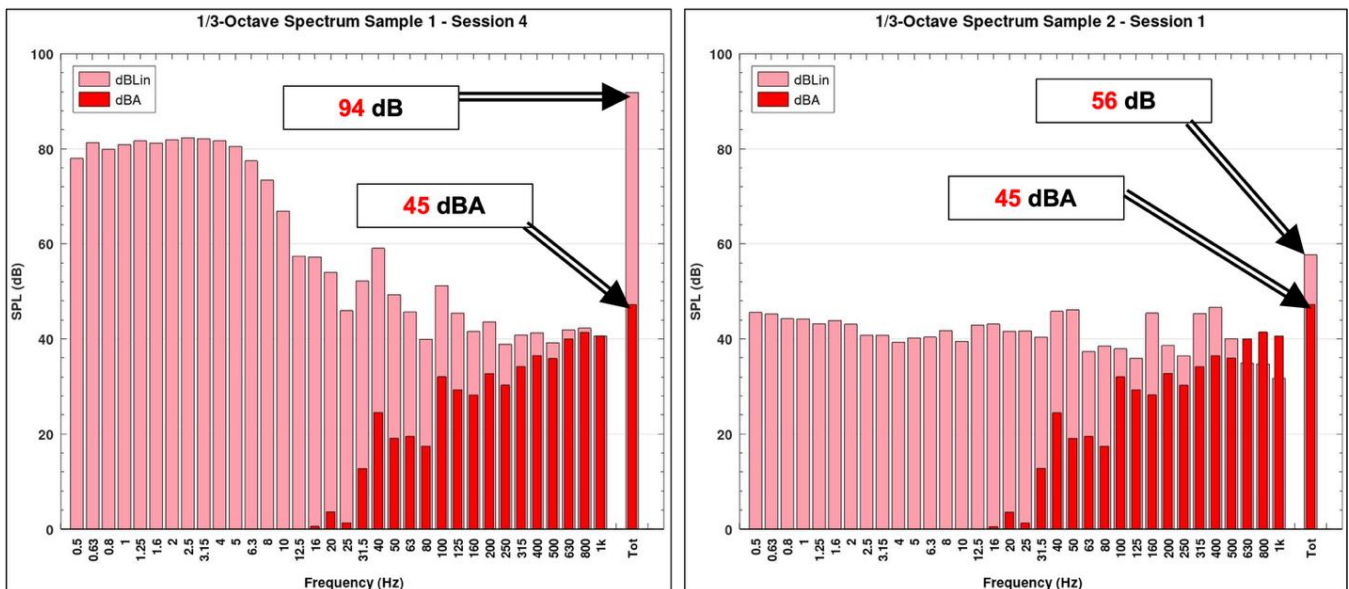 1/3-Octave Spectrum Sample 1 - Session 4
100
80
60
40
20
0
SPL (dB)
dBLin
dBA
94 dB
45 dBA
0.5 0.63 0.8 1 1.25 1.6 2 2.5 3.15 4 5 6.3 8 10 12.5 16 20 25 31.5 40 50 63 80 100 125 160 200 250 315 400 500 630 800 1k Tot
Frequency (Hz)
1/3-Octave Spectrum Sample 2 - Session 1
100
80
60
40
20
0
SPL (dB)
dBLin
dBA
56 dB
45 dBA
0.5 0.63 0.8 1 1.25 1.6 2 2.5 3.15 4 5 6.3 8 10 12.5 16 20 25 31.5 40 50 63 80 100 125 160 200 250 315 400 500 630 800 1k Tot
Frequency (Hz)